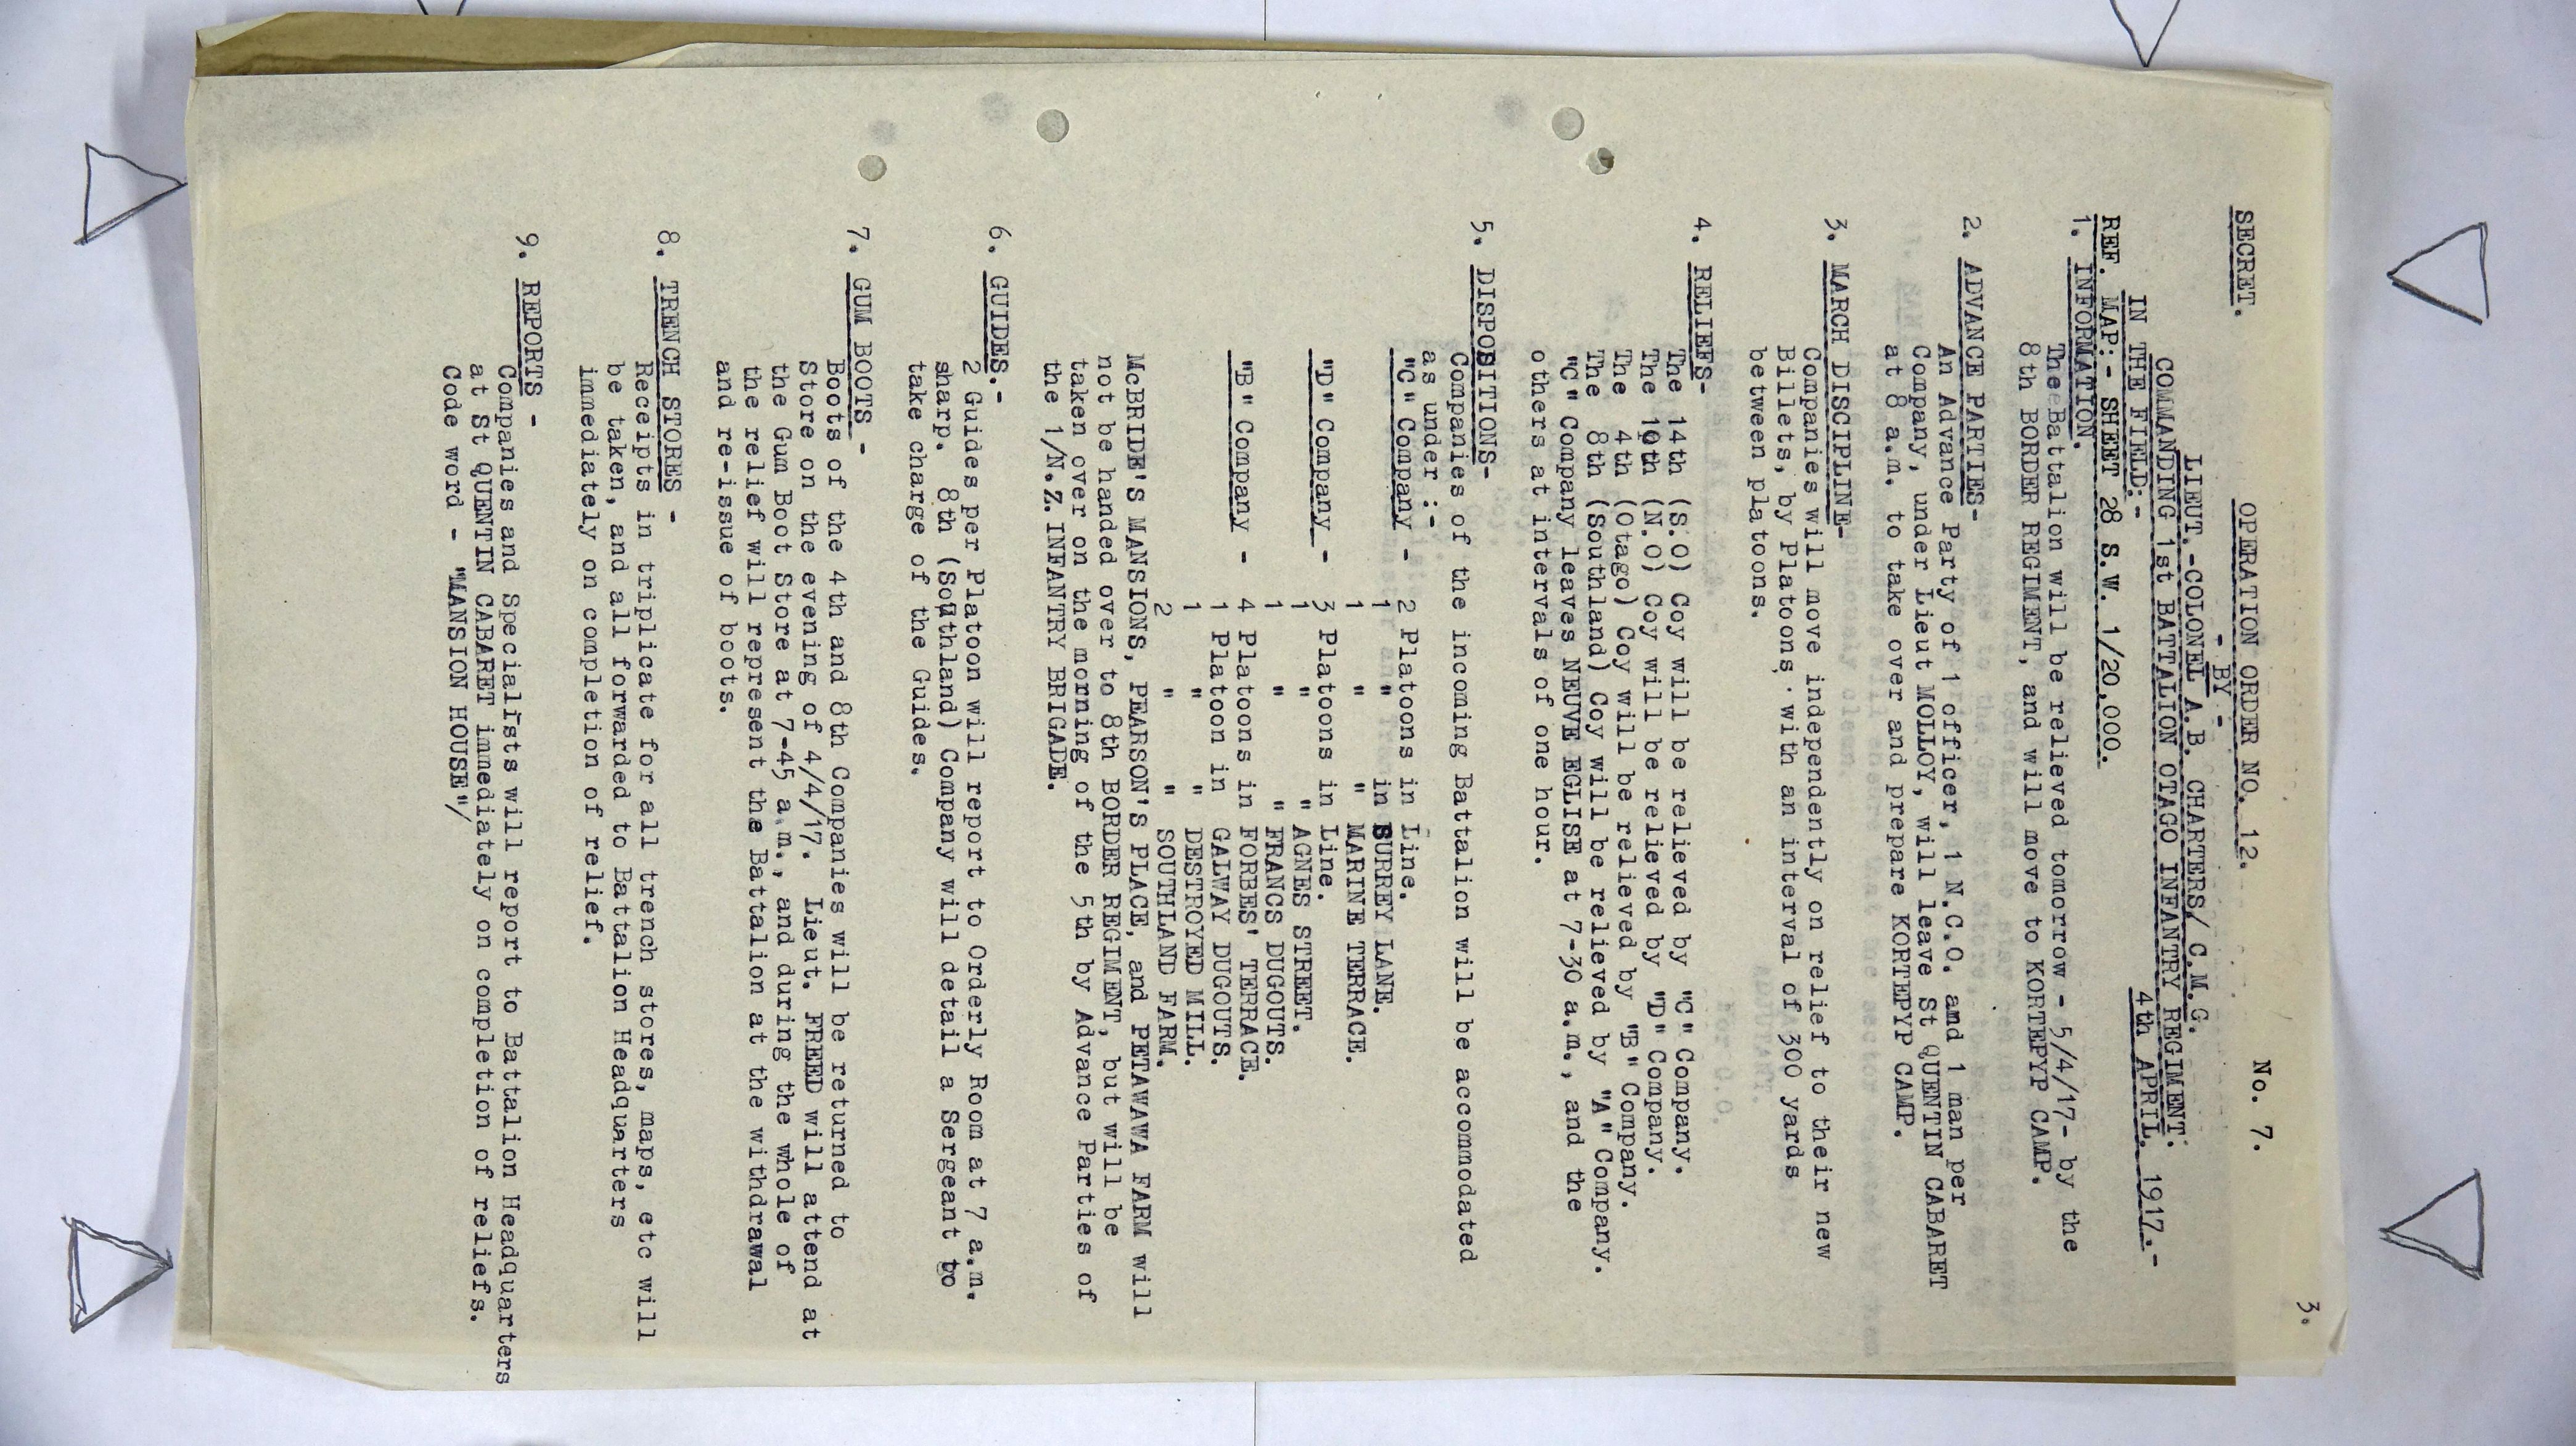 3.
No. 7.
SECRET.
OPERATION ORDER NO. 12.
- BY -
LIEUT.-COLONEL A.B. CHARTERS/ C.M.G.
COMMANDING 1st BATTALION OTAGO INFANTRY REGIMENT:
IN THE FIELD:- 4th APRIL. 1917.-
REF. MAP:- SHEET 28 S.W. 1/20,000.
1. INFORMATION.
The Battalion will be relieved tomorrow - 5/4/17- by the
8th BORDER REGIMENT, and will move to KORTEPYP CAMP.
2. ADVANCE PARTIES-
An Advance Party of 1 officer, 1 N.C.O. and 1 man per
Company, under Lieut MOLLOY, will leave St QUENTIN CABARET
at 8 a.m. to take over and prepare KORTEPYP CAMP.
3. MARCH DISCIPLINE-
Companies will move independently on relief to their new
Billets, by Platoons, with an interval of 300 yards
between platoons.
4. RELIEFS-
The 14th (S.O) Coy will be relieved by "C" Company.
The 10th (N.O) Coy will be relieved by "D" Company.
The 4th (Otago) Coy will be relieved by "B" Company.
The 8th (Southland) Coy will be relieved by "A" Company.
"C" Company leaves NEUVE EGLISE at 7-30 a.m., and the
others at intervals of one hour.
5. DISPOSITIONS-
Companies of the incoming Battalion will be accommodated
as under :-
"C" Company - 2 Platoons in Line.
1 " in SURREY LANE.
1 " " MARINE TERRACE.
"D" Company - 3 Platoons in Line.
1 " " AGNES STREET.
1 " " FRANCS DUGOUTS.
"B" Company - 4 Platoons in FORBES' TERRACE.
1 Platoon in GALWAY DUGOUTS.
1 " " DESTROYED MILL.
2 " " SOUTHLAND FARM.
McBRIDE'S MANSIONS, PEARSON'S PLACE, and PETAWAWA FARM will
not be handed over to 8th BORDER REGIMENT, but will be
taken over on the morning of the 5th by Advance Parties of
the 1/N.Z. INFANTRY BRIGADE.
6. GUIDES.-
2 Guides per Platoon will report to Orderly Room at 7 a.m.
sharp. 8th (Southland) Company will detail a Sergeant to
take charge of the Guides.
7. GUM BOOTS -
Boots of the 4th and 8th Companies will be returned to
Store on the evening of 4/4/17. Lieut. FREED will attend at
the Gum Boot Store at 7-45 a.m., and during the whole of
the relief will represent the Battalion at the withdrawal
and re-issue of boots.
8. TRENCH STORES -
Receipts in triplicate for all trench stores, maps, etc will
be taken, and all forwarded to Battalion Headquarters
immediately on completion of relief.
9. REPORTS -
Companies and Specialists will report to Battalion Headquarters
at St QUENTIN CABARET immediately on completion of reliefs.
Code word - "MANSION HOUSE"/